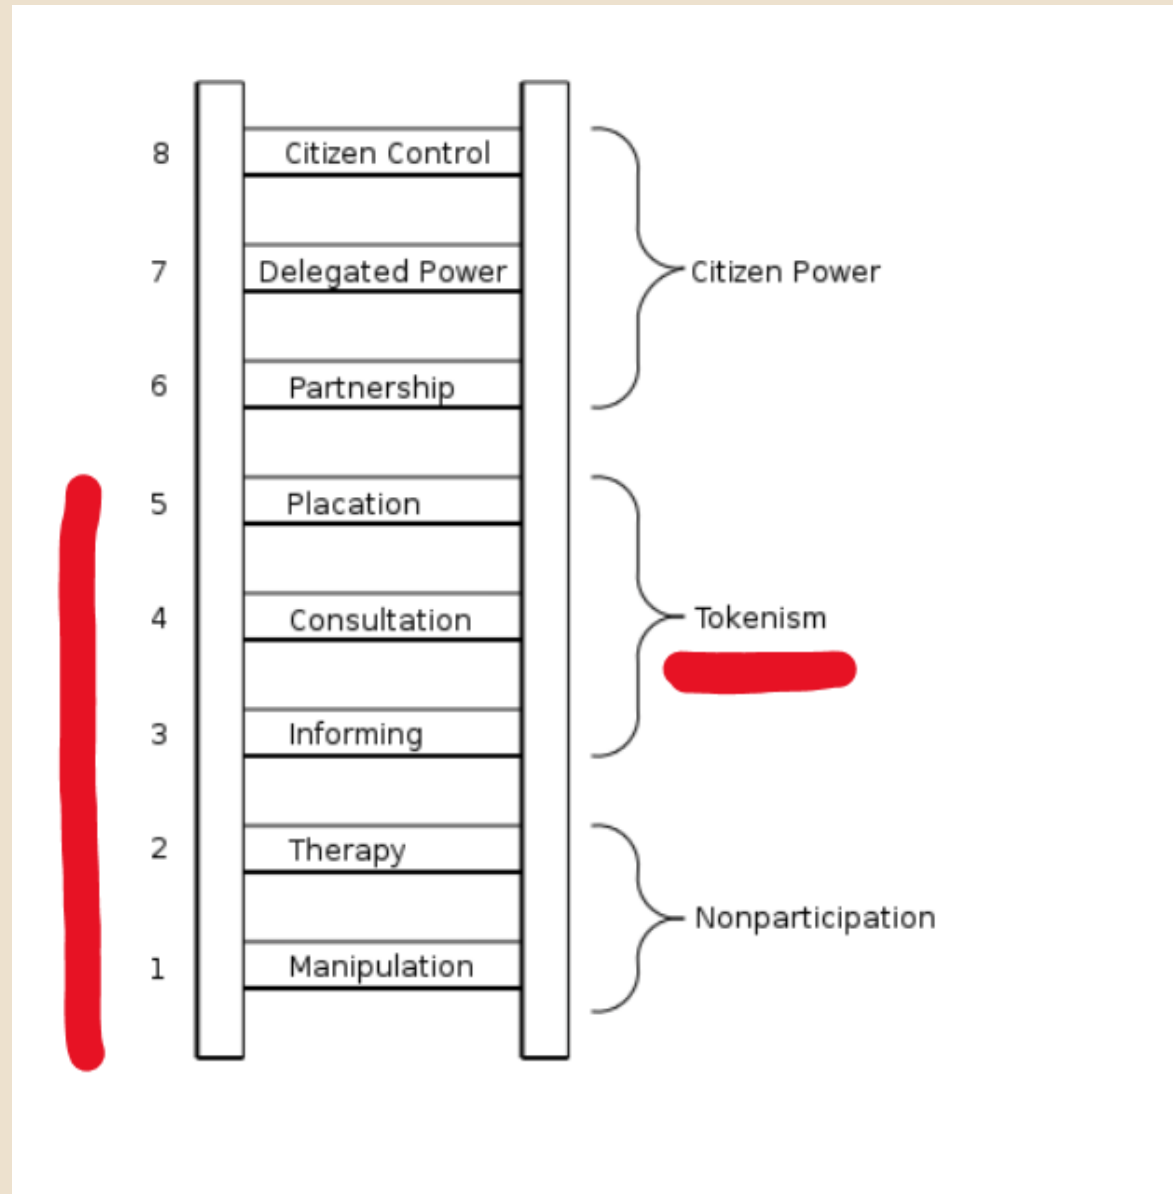 8 Citizen Control
7 Delegated Power Citizen Power
6 Partnership
5 Placation
4 Consultation Tokenism
3 Informing
2 Therapy
Nonparticipation
1 Manipulation